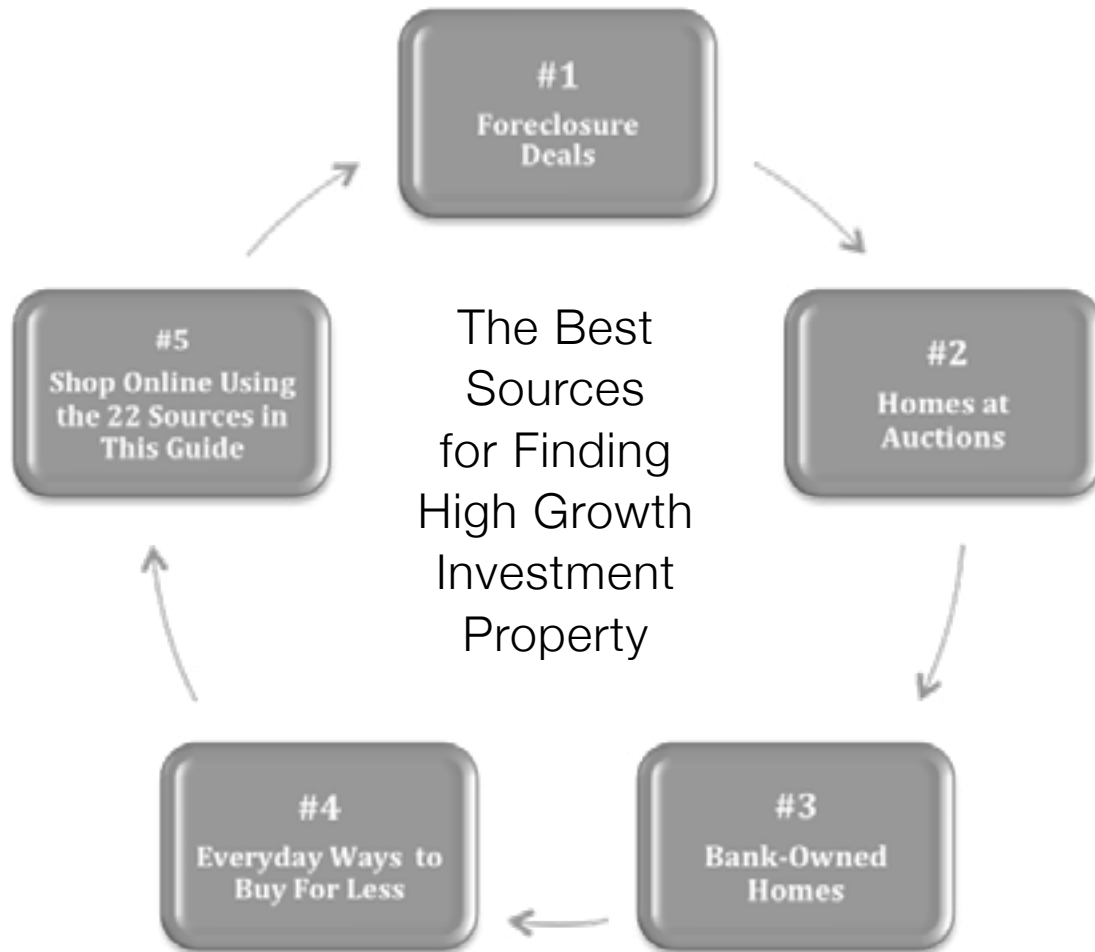 #1
Foreclosure
Deals
#2
Homes at
Auctions
#3
Bank-Owned
Homes
#4
Everyday Ways to
Buy For Less
#5
Shop Online Using
the 22 Sources in
This Guide
The Best
Sources
for Finding
High Growth
Investment
Property